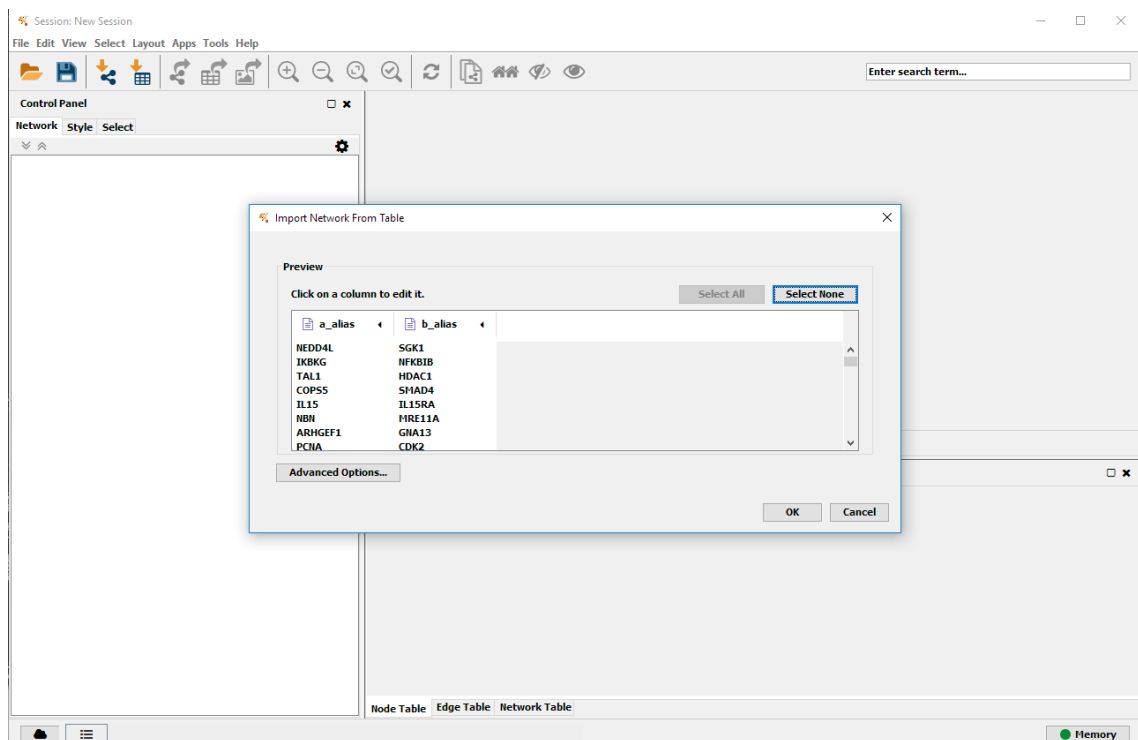 Session: New Session
File Edit View Select Layout Apps Tools Help
Enter search term...
Control Panel
Network Style Select
Import Network From Table
Preview
Click on a column to edit it.
Select All Select None
a_alias b_alias
NEDD4L SGK1
IKBKG NFKBIB
TAL1 HDAC1
COPS5 SMAD4
IL15 IL15RA
NBN MRE11A
ARHGEF1 GNA13
PCNA CDK2
Advanced Options...
OK Cancel
Node Table Edge Table Network Table
Memory